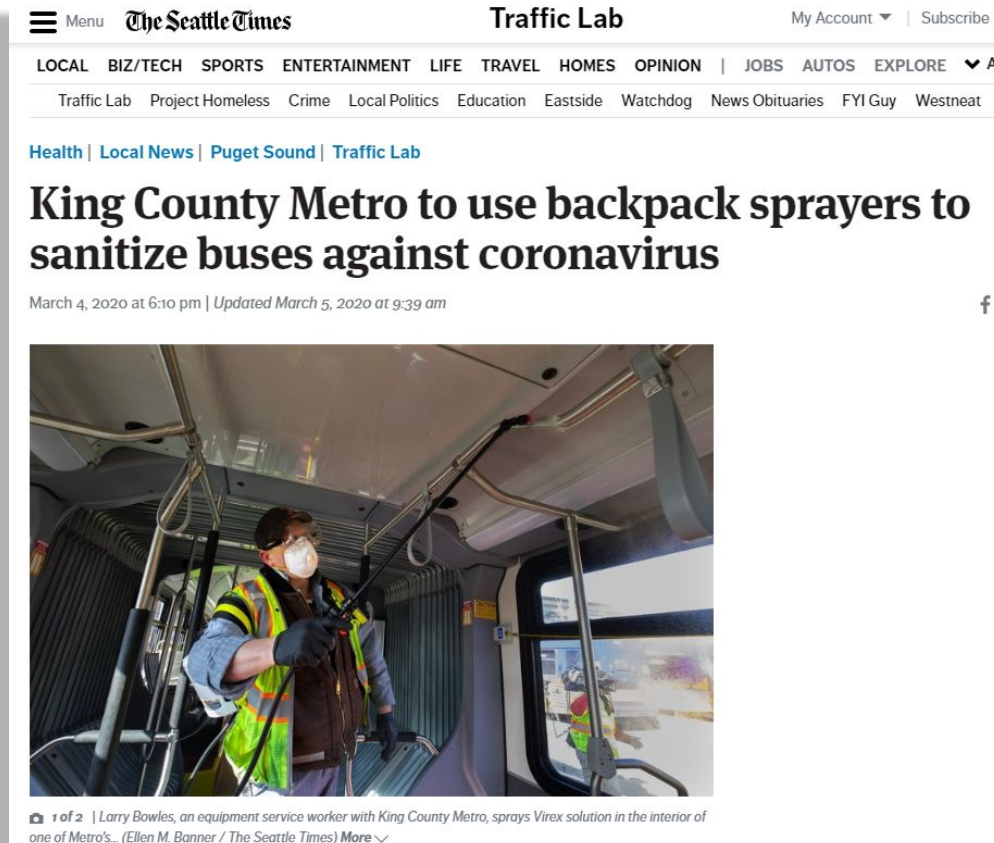 Menu The Seattle Times Traffic Lab My Account | Subscribe
LOCAL BIZ/TECH SPORTS ENTERTAINMENT LIFE TRAVEL HOMES OPINION | JOBS AUTOS EXPLORE A
Traffic Lab Project Homeless Crime Local Politics Education Eastside Watchdog News Obituaries FYI Guy Westneat
Health | Local News | Puget Sound | Traffic Lab
King County Metro to use backpack sprayers to
sanitize buses against coronavirus
March 4, 2020 at 6:10 pm | Updated March 5, 2020 at 9:39 am
1 of 2 | Larry Bowles, an equipment service worker with King County Metro, sprays Virex solution in the interior of
one of Metro's... (Ellen M. Banner / The Seattle Times) More